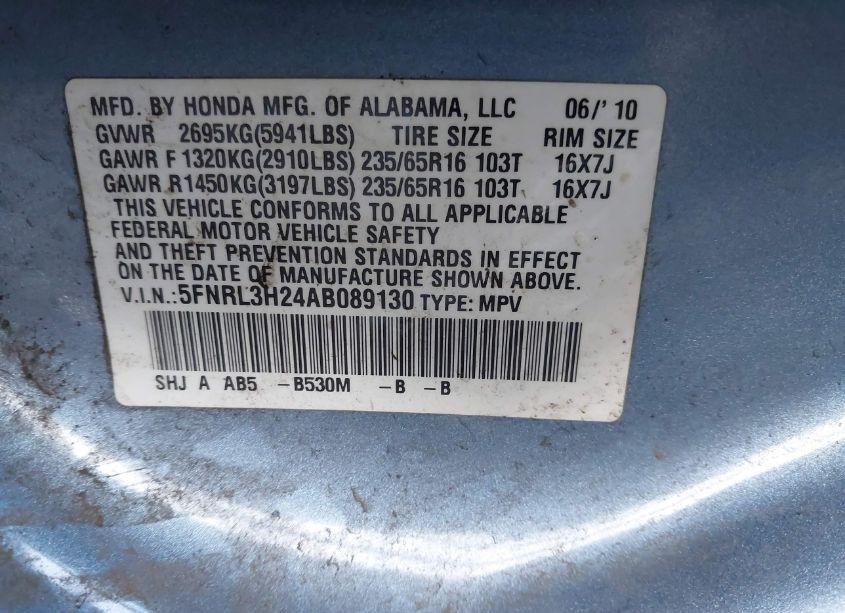 MFD. BY HONDA MFG. OF ALABAMA, LLC 06/' 10
GVWR 2695KG(5941LBS) TIRE SIZE RIM SIZE
GAWR F 1320KG(2910LBS) 235/65R16 103T 16X7J
GAWR R1450KG(3197LBS) 235/65R16 103T 16X7J
THIS VEHICLE CONFORMS TO ALL APPLICABLE
FEDERAL MOTOR VEHICLE SAFETY
AND THEFT PREVENTION STANDARDS IN EFFECT
ON THE DATE OF MANUFACTURE SHOWN ABOVE.
V.I.N.:5FNRL3H24AB089130 TYPE: MPV
SHJ A AB5 -B530M -B -B